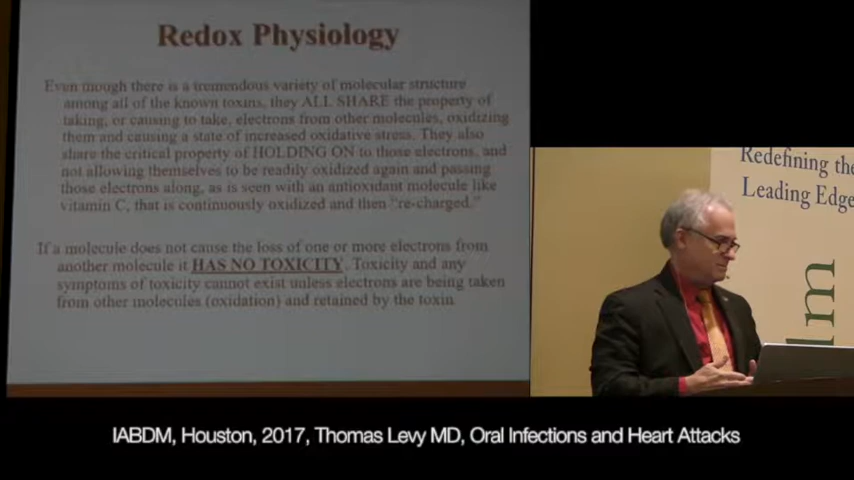 Redox Physiology
Even though there is a tremendous variety of molecular structure
among all of the known toxins, they ALL SHARE the property of
taking, or causing to take, electrons from other molecules, oxidizing
them and causing a state of increased oxidative stress. They also
share the critical property of HOLDING ON to those electrons, and
not allowing themselves to be readily oxidized again and passing
those electrons along, as is seen with an antioxidant molecule like
vitamin C, that is continuously oxidized and then "re-charged."
If a molecule does not cause the loss of one or more electrons from
another molecule it HAS NO TOXICITY. Toxicity and any
symptoms of toxicity cannot exist unless electrons are being taken
from other molecules (oxidation) and retained by the toxin
Redefining the
Leading Edge
dm
IABDM, Houston, 2017, Thomas Levy MD, Oral Infections and Heart Attacks